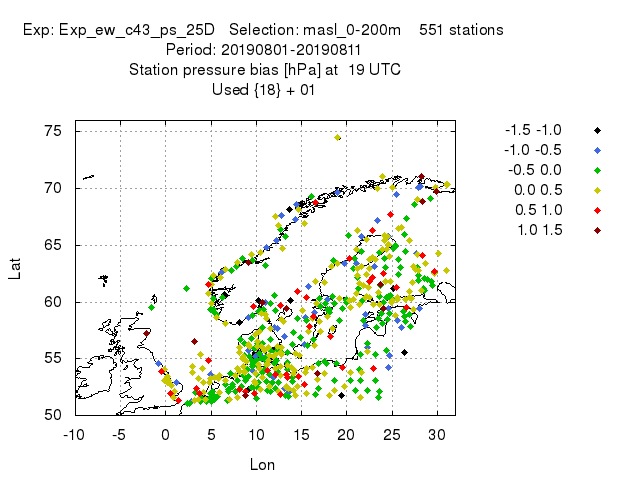 Exp: Exp_ew_c43_ps_25D   Selection: masl_0-200m    551 stations
Period: 20190801-20190811
Station pressure bias [hPa] at  19 UTC
Used {18} + 01
-1.5 -1.0
-1.0 -0.5
-0.5 0.0
0.0 0.5
0.5 1.0
1.0 1.5
75
70
65
60
55
50
Lat
-10 -5 0 5 10 15 20 25 30
Lon